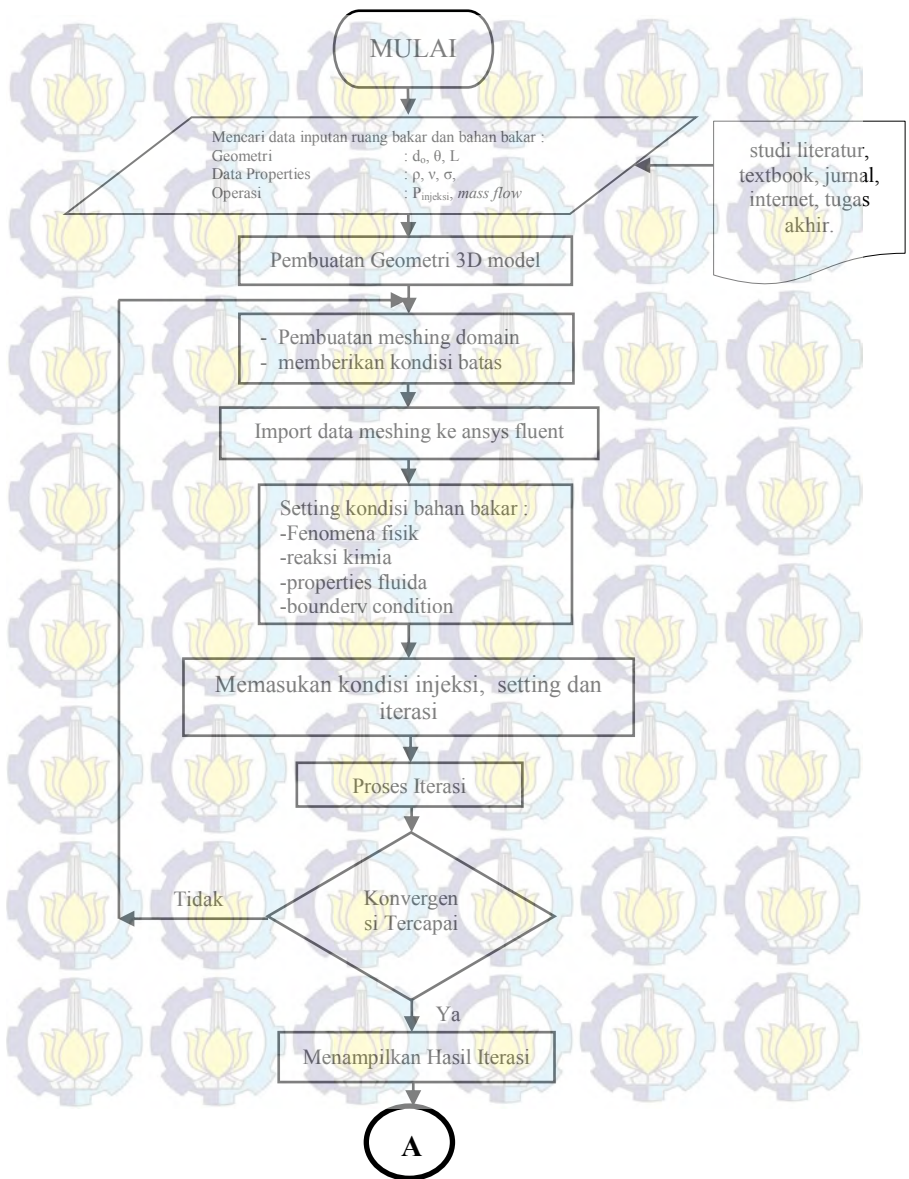 MULAI
Mencari data inputan ruang bakar dan bahan bakar :
Geometri : dₒ, θ, L
Data Properties : ρ, ν, σ,
Operasi : Pinjeksi, mass flow
studi literatur,
textbook, jurnal,
internet, tugas
akhir.
Pembuatan Geometri 3D model
- Pembuatan meshing domain
- memberikan kondisi batas
Import data meshing ke ansys fluent
Setting kondisi bahan bakar :
-Fenomena fisik
-reaksi kimia
-properties fluida
-boundery condition
Memasukan kondisi injeksi, setting dan
iterasi
Proses Iterasi
Konvergen
si Tercapai
Tidak
Ya
Menampilkan Hasil Iterasi
A